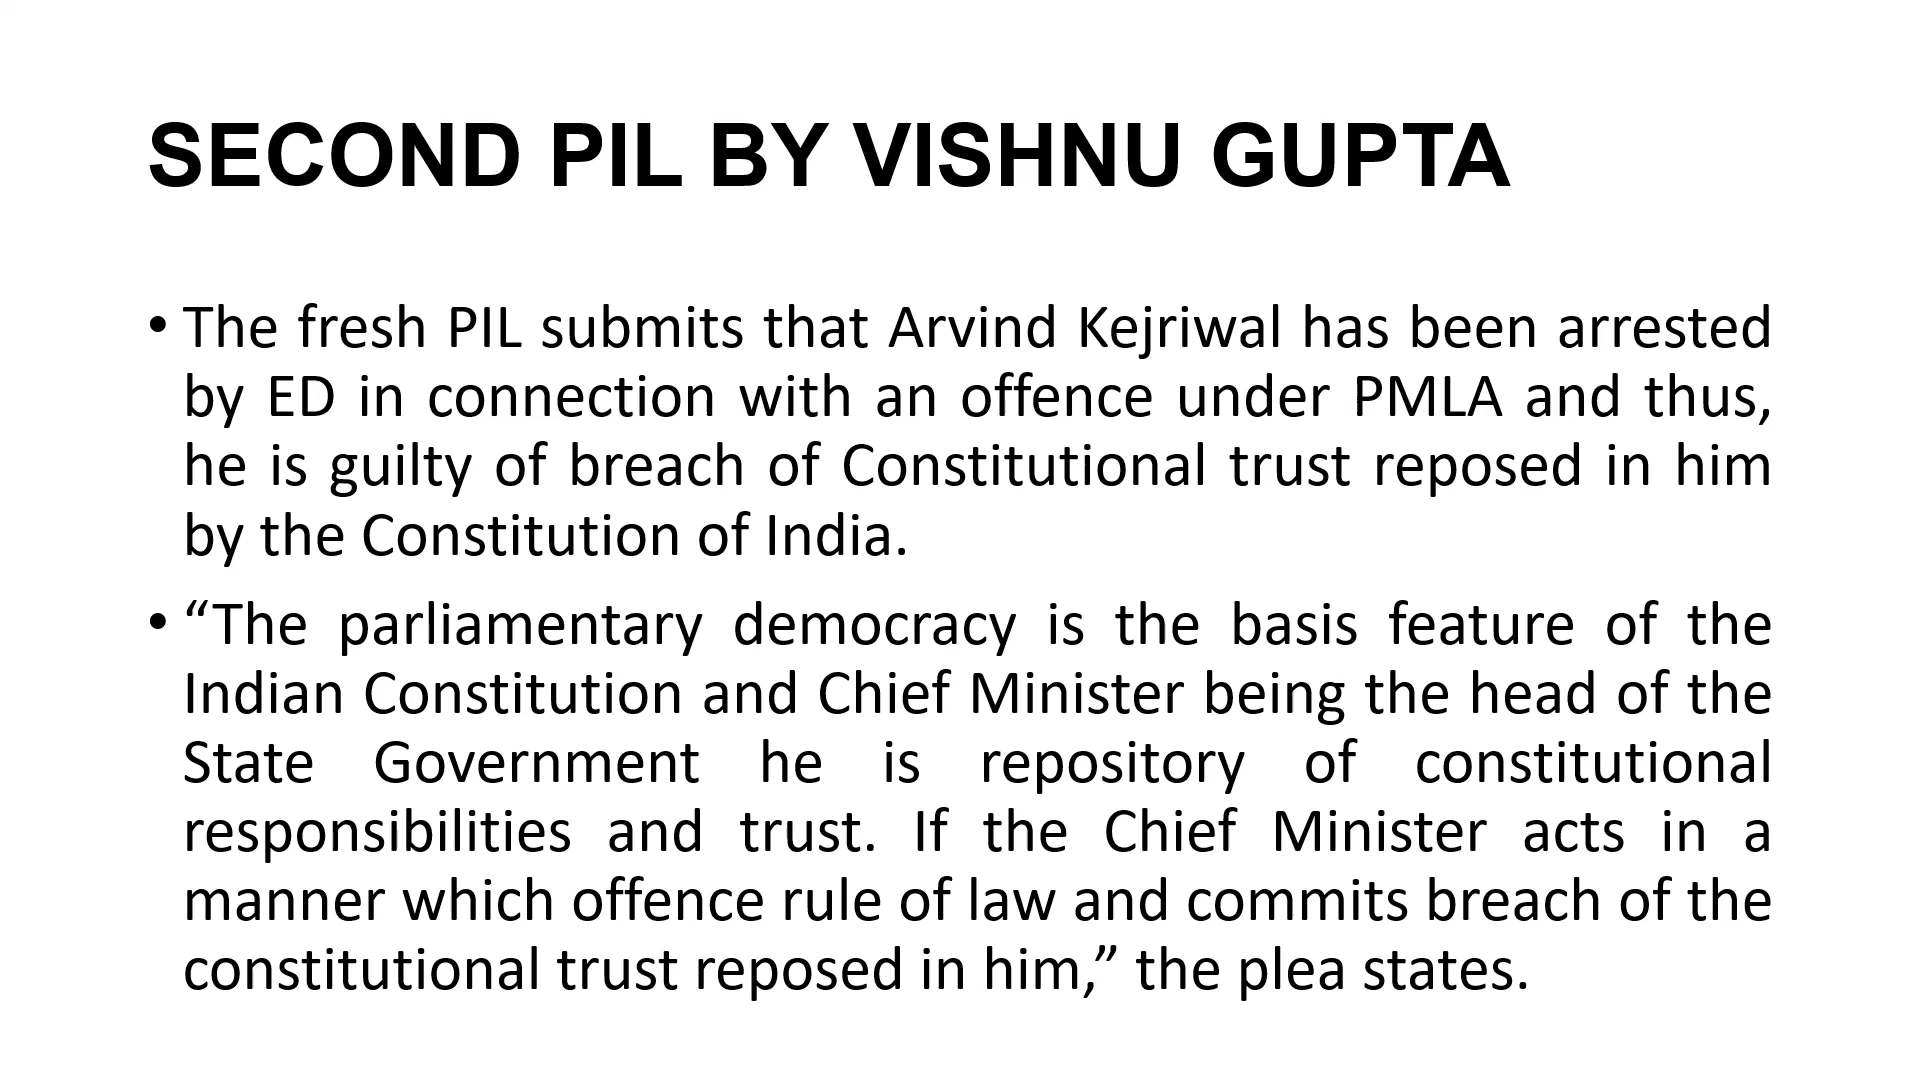 SECOND PIL BY VISHNU GUPTA
• The fresh PIL submits that Arvind Kejriwal has been arrested
by ED in connection with an offence under PMLA and thus,
he is guilty of breach of Constitutional trust reposed in him
by the Constitution of India.
• “The parliamentary democracy is the basis feature of the
Indian Constitution and Chief Minister being the head of the
State Government he is repository of constitutional
responsibilities and trust. If the Chief Minister acts in a
manner which offence rule of law and commits breach of the
constitutional trust reposed in him,” the plea states.